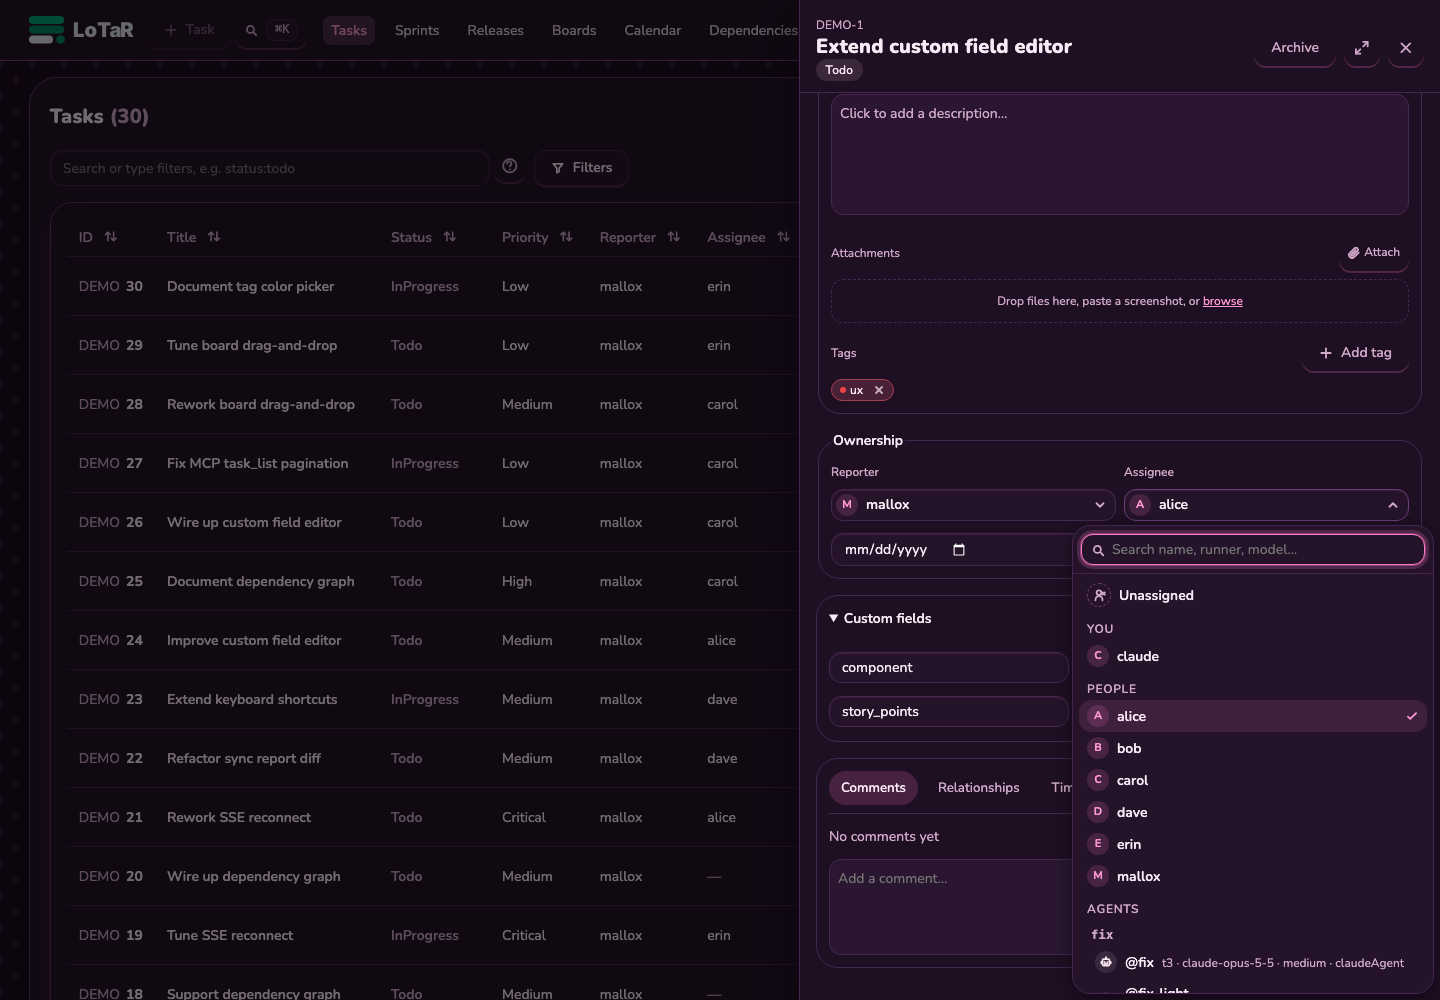 LoTaR
Task
⌘K
Tasks
Sprints
Releases
Boards
Calendar
Dependencies
Tasks (30)
Search or type filters, e.g. status:todo
Filters
ID Title Status Priority Reporter Assignee
DEMO 30 Document tag color picker InProgress Low mallox erin
DEMO 29 Tune board drag-and-drop Todo Low mallox erin
DEMO 28 Rework board drag-and-drop Todo Medium mallox carol
DEMO 27 Fix MCP task_list pagination InProgress Low mallox carol
DEMO 26 Wire up custom field editor Todo Low mallox carol
DEMO 25 Document dependency graph Todo High mallox carol
DEMO 24 Improve custom field editor Todo Medium mallox alice
DEMO 23 Extend keyboard shortcuts InProgress Medium mallox dave
DEMO 22 Refactor sync report diff Todo Medium mallox dave
DEMO 21 Rework SSE reconnect Todo Critical mallox alice
DEMO 20 Wire up dependency graph Todo Medium mallox —
DEMO 19 Tune SSE reconnect InProgress Critical mallox erin
DEMO 18 Support dependency graph Todo Medium mallox —
DEMO-1
Extend custom field editor
Todo
Archive
Click to add a description...
Attachments
Attach
Drop files here, paste a screenshot, or browse
Tags
Add tag
ux
Ownership
Reporter Assignee
M mallox
A alice
mm/dd/yyyy
Custom fields
component
story_points
Comments Relationships Tim
No comments yet
Add a comment...
Search name, runner, model...
Unassigned
YOU
C claude
PEOPLE
A alice
B bob
C carol
D dave
E erin
M mallox
AGENTS
fix
@fix t3 · claude-opus-5-5 · medium · claudeAgent
@fix-light